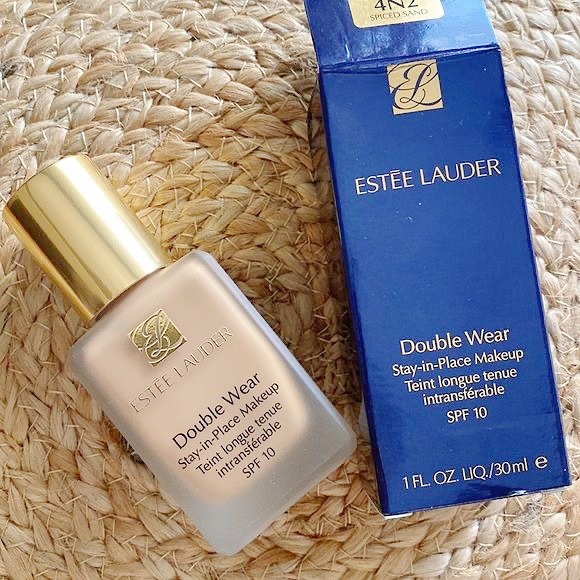 ESTĒE LAUDER
Double Wear
Stay-in-Place Makeup
Teint longue tenue
intransférable
SPF 10
4N2
SPICED SAND
ESTĒE LAUDER
Double Wear
Stay-in-Place Makeup
Teint longue tenue
intransférable
SPF 10
1 FL. OZ. LIQ./30ml e